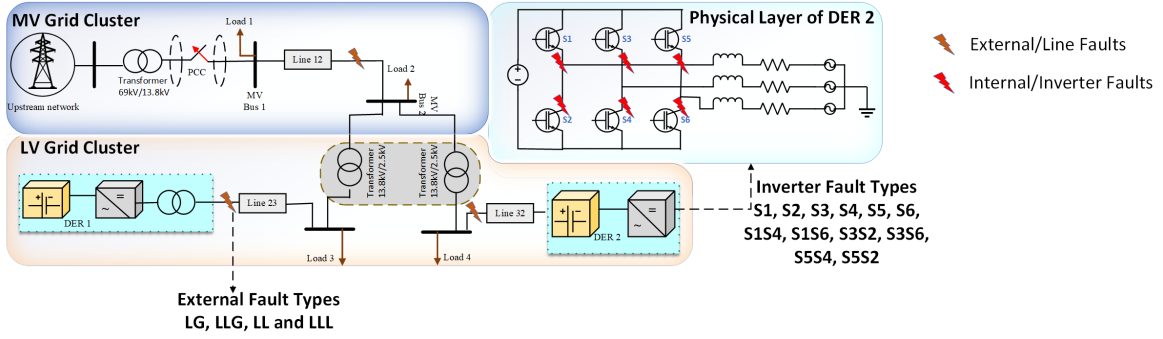 MV Grid Cluster
Load 1
Line 12
Load 2
PCC
Transformer
69kV/13.8kV
MV
Bus 1
Upstream network
MV
Bus 2
Physical Layer of DER 2
S1
S3
S5
S2
S4
S6
External/Line Faults
Internal/Inverter Faults
LV Grid Cluster
Transformer
13.8kV/2.5kV
Transformer
13.8kV/2.5kV
DER 1
Line 23
Line 32
DER 2
Load 3
Load 4
Inverter Fault Types
S1, S2, S3, S4, S5, S6,
S1S4, S1S6, S3S2, S3S6,
S5S4, S5S2
External Fault Types
LG, LLG, LL and LLL